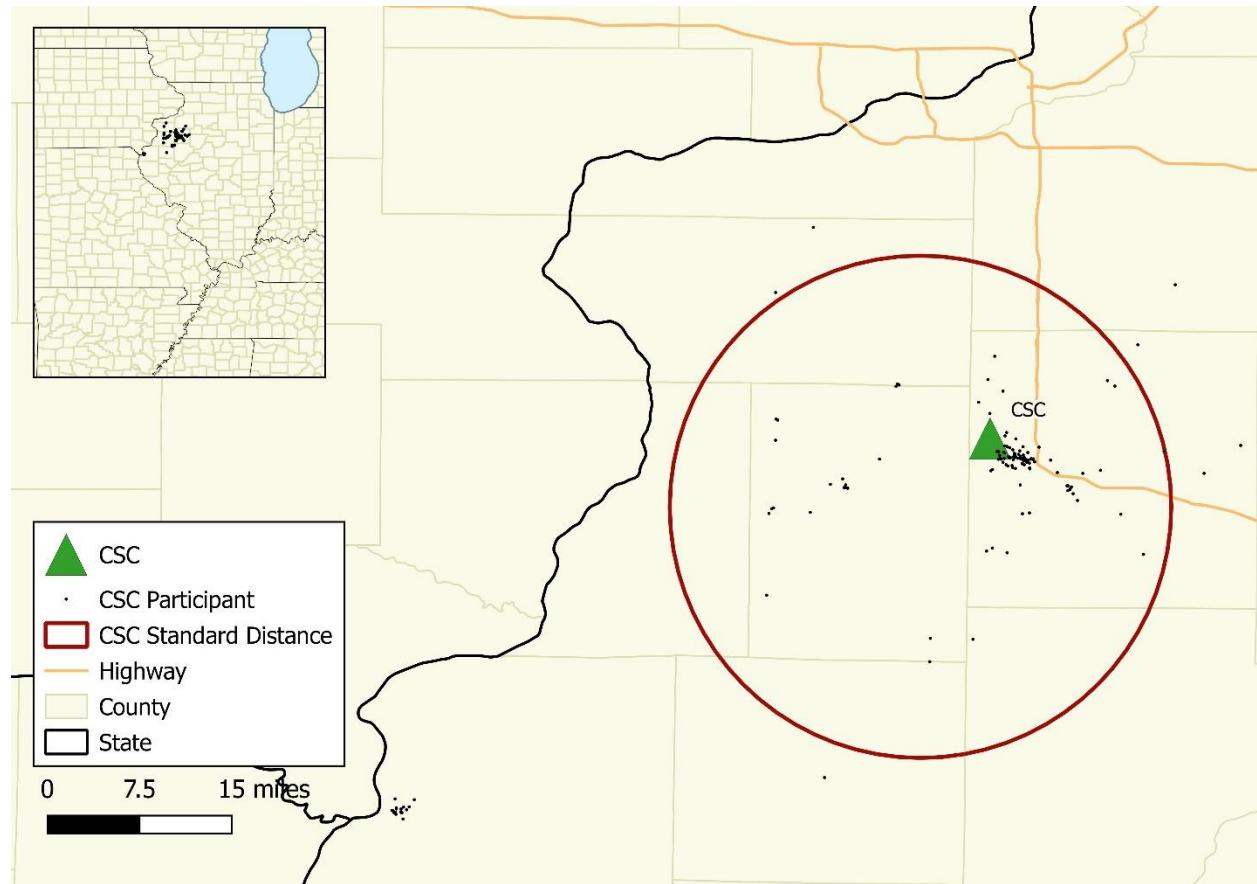 CSC
CSC
CSC Participant
CSC Standard Distance
Highway
County
State
0 7.5 15 miles